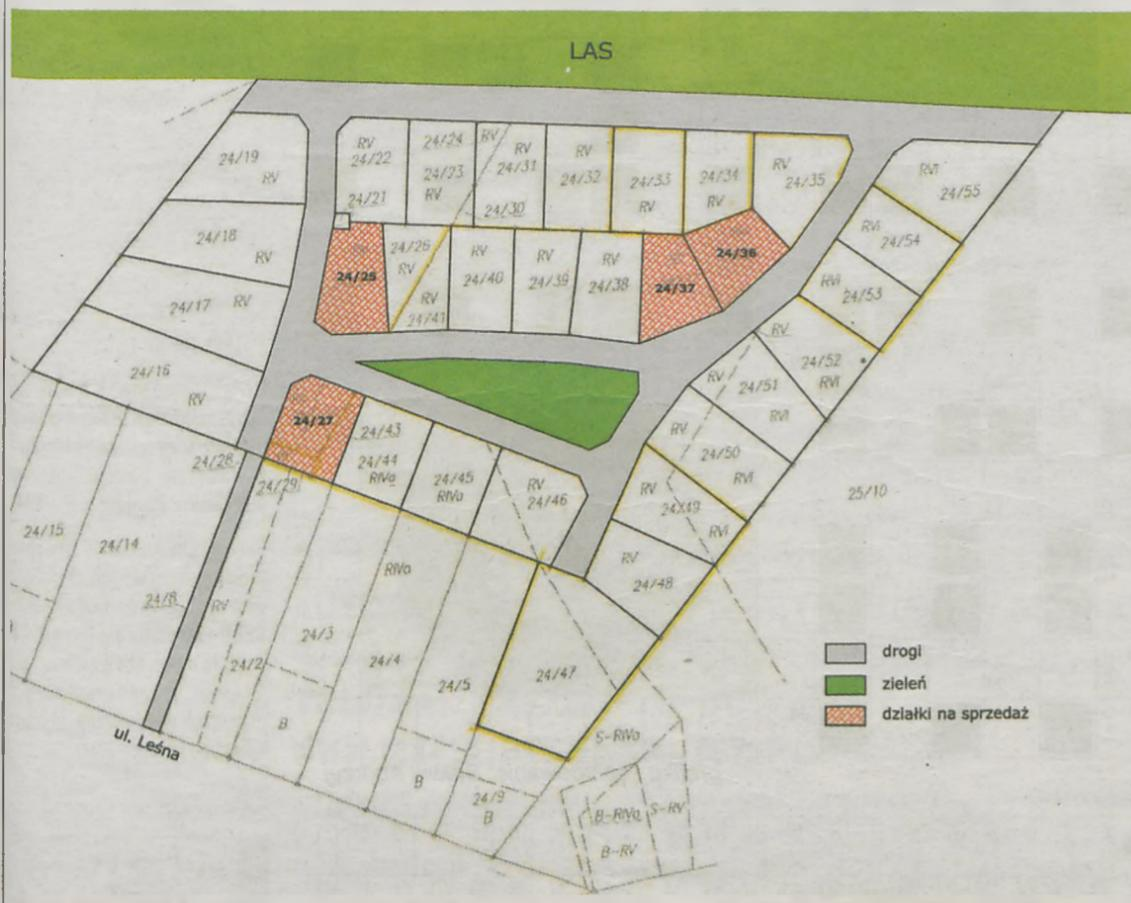 LAS
24/19
RV
RV
24/22
24/21
24/24
24/23
RV
RV
RV
24/31
24/30
RV
24/32
24/33
RV
24/34
RV
RV
24/35
RVI
24/55
24/18
RV
RVI
24/54
24/17
RV
24/25
24/26
RV
RV
24/41
RV
24/40
RV
24/39
RV
24/38
24/37
24/36
RVI
24/53
24/16
RV
RV
24/52
RVI
24/51
RV
RVI
24/27
24/43
24/44
RIVa
24/45
RIVa
RV
24/46
RV
24/50
RVI
24/28
24/29
RV
24/49
RVI
25/10
24/15
24/14
24/8
RV
RIVa
RV
24/48
24/2
24/3
24/4
24/5
24/47
B
B
24/9
B
S-RIVa
S-RV
B-RIVa
B-RV
ul. Leśna
drogi
zieleń
działki na sprzedaż